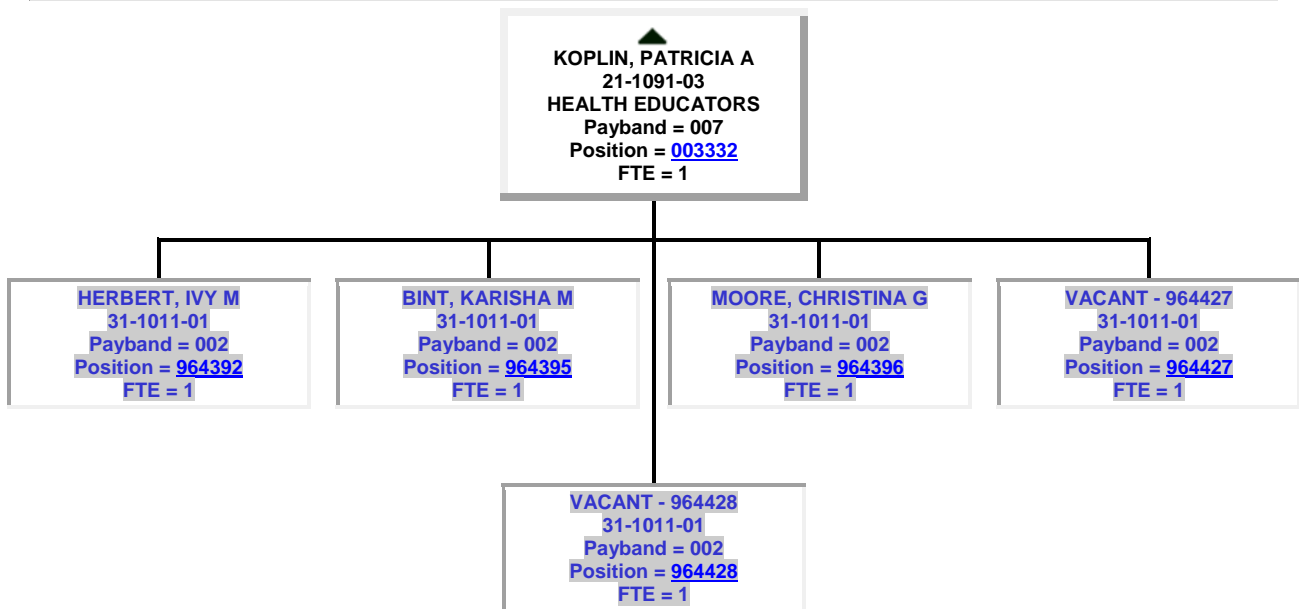 KOPLIN, PATRICIA A
21-1091-03
HEALTH EDUCATORS
Payband = 007
Position = 003332
FTE = 1
HERBERT, IVY M
31-1011-01
Payband = 002
Position = 964392
FTE = 1
BINT, KARISHA M
31-1011-01
Payband = 002
Position = 964395
FTE = 1
MOORE, CHRISTINA G
31-1011-01
Payband = 002
Position = 964396
FTE = 1
VACANT - 964427
31-1011-01
Payband = 002
Position = 964427
FTE = 1
VACANT - 964428
31-1011-01
Payband = 002
Position = 964428
FTE = 1